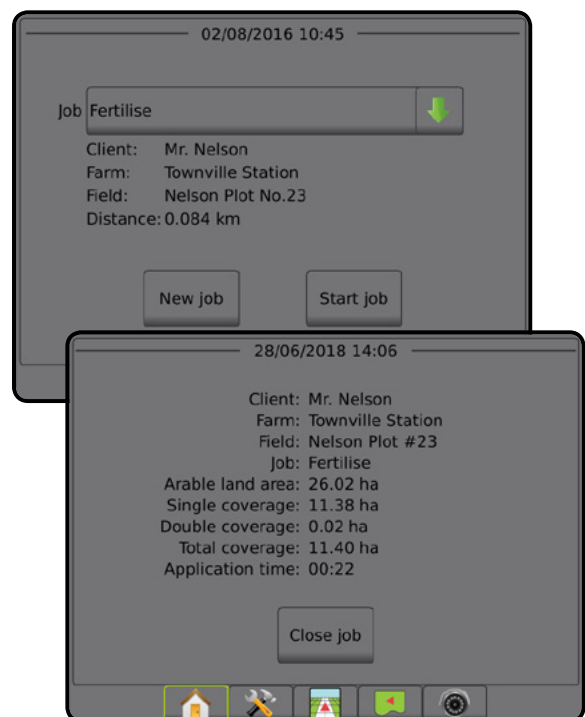 02/08/2016 10:45
Job Fertilise
Client: Mr. Nelson
Farm: Townville Station
Field: Nelson Plot No.23
Distance: 0.084 km
New job Start job
28/06/2018 14:06
Client: Mr. Nelson
Farm: Townville Station
Field: Nelson Plot #23
Job: Fertilise
Arable land area: 26.02 ha
Single coverage: 11.38 ha
Double coverage: 0.02 ha
Total coverage: 11.40 ha
Application time: 00:22
Close job